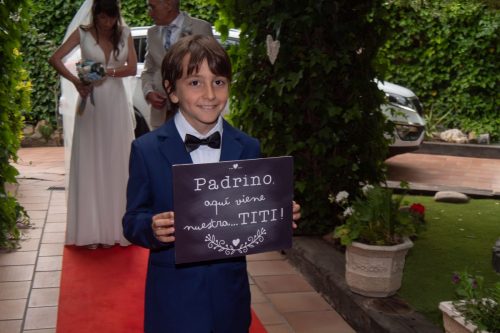 Padrino,
aquí viene
nuestra...TITI!